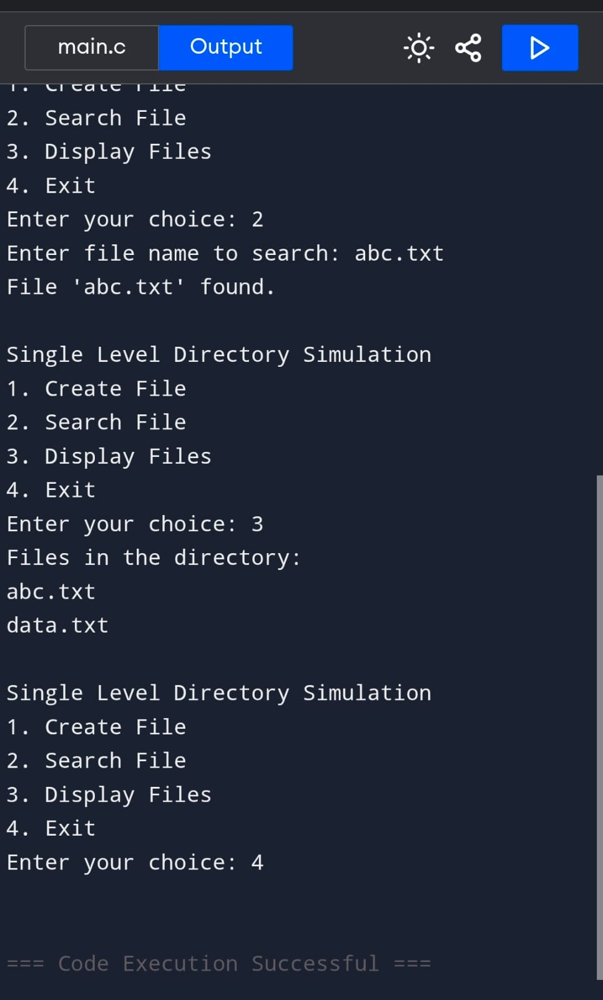 main.c Output
1. Create File
2. Search File
3. Display Files
4. Exit
Enter your choice: 2
Enter file name to search: abc.txt
File 'abc.txt' found.
Single Level Directory Simulation
1. Create File
2. Search File
3. Display Files
4. Exit
Enter your choice: 3
Files in the directory:
abc.txt
data.txt
Single Level Directory Simulation
1. Create File
2. Search File
3. Display Files
4. Exit
Enter your choice: 4
=== Code Execution Successful ===